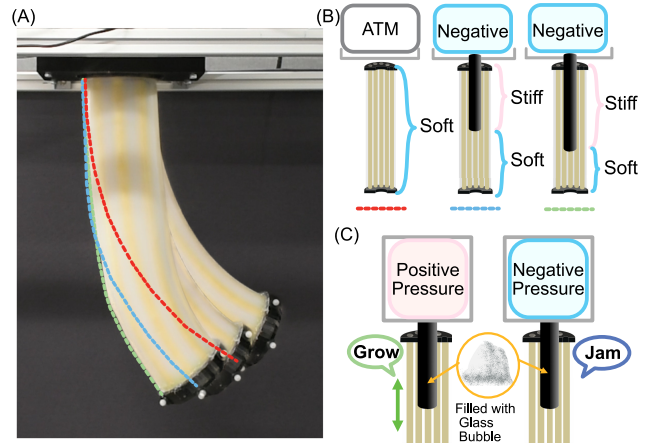 (A)
(B)
ATM
Negative
Negative
Soft
Stiff
Soft
Stiff
Soft
(C)
Positive
Pressure
Negative
Pressure
Grow
Jam
Filled with
Glass
Bubble